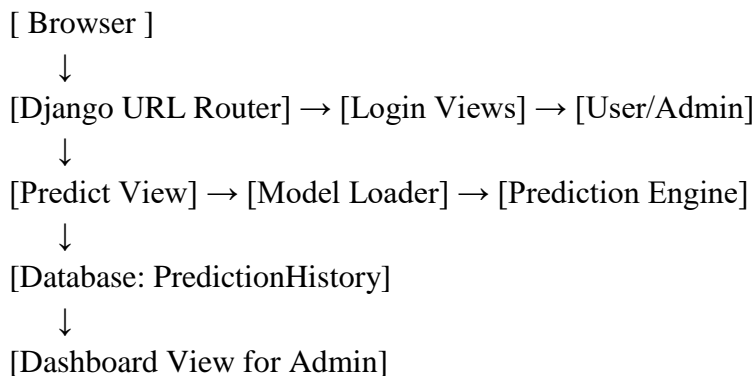 [ Browser ]
↓
[Django URL Router] → [Login Views] → [User/Admin]
↓
[Predict View] → [Model Loader] → [Prediction Engine]
↓
[Database: PredictionHistory]
↓
[Dashboard View for Admin]